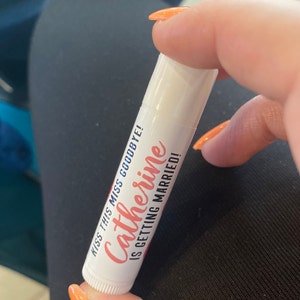 KISS THIS MISS GOODBYE!
Catherine
IS GETTING MARRIED!